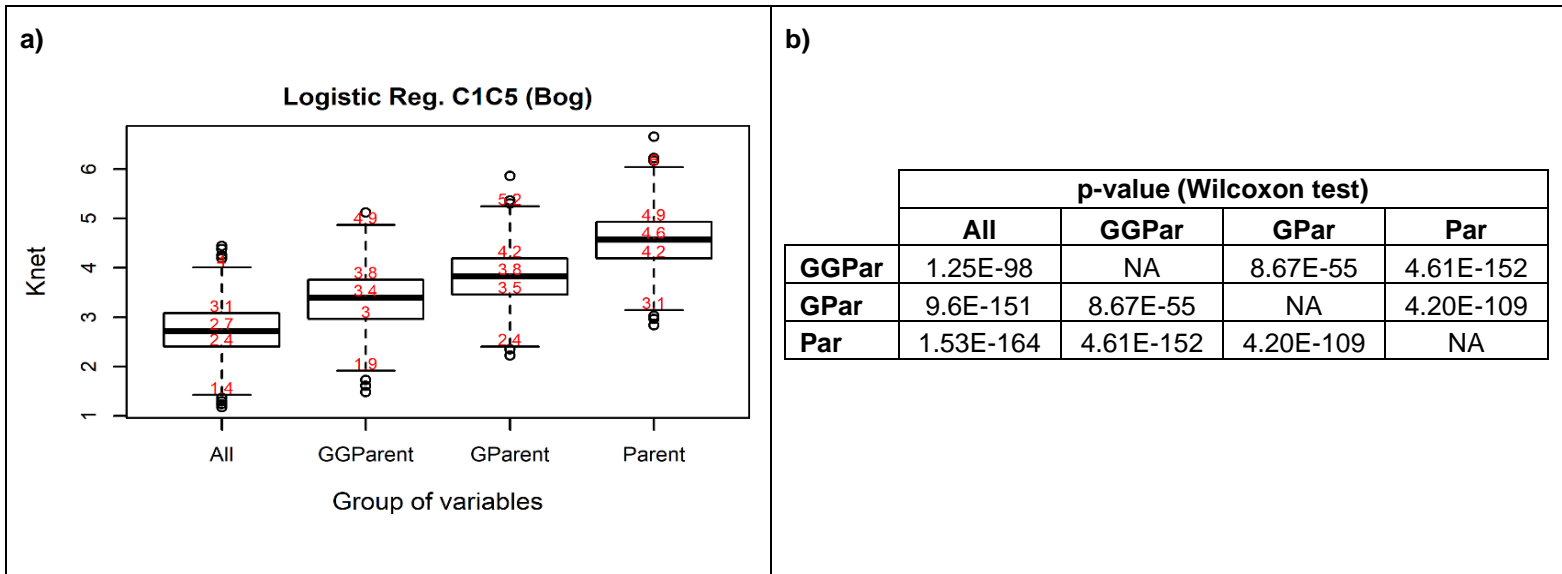 a)
Logistic Reg. C1C5 (Bog)
Knet
6
5
4
3
2
1
4
3.1
2.7
2.4
1.4
4.9
3.8
3.4
3
1.9
5.2
4.2
3.8
3.5
2.4
4.9
4.6
4.2
3.1
All GGParent GParent Parent
Group of variables
b)
p-value (Wilcoxon test)
All GGPar GPar Par
GGPar 1.25E-98 NA 8.67E-55 4.61E-152
GPar 9.6E-151 8.67E-55 NA 4.20E-109
Par 1.53E-164 4.61E-152 4.20E-109 NA